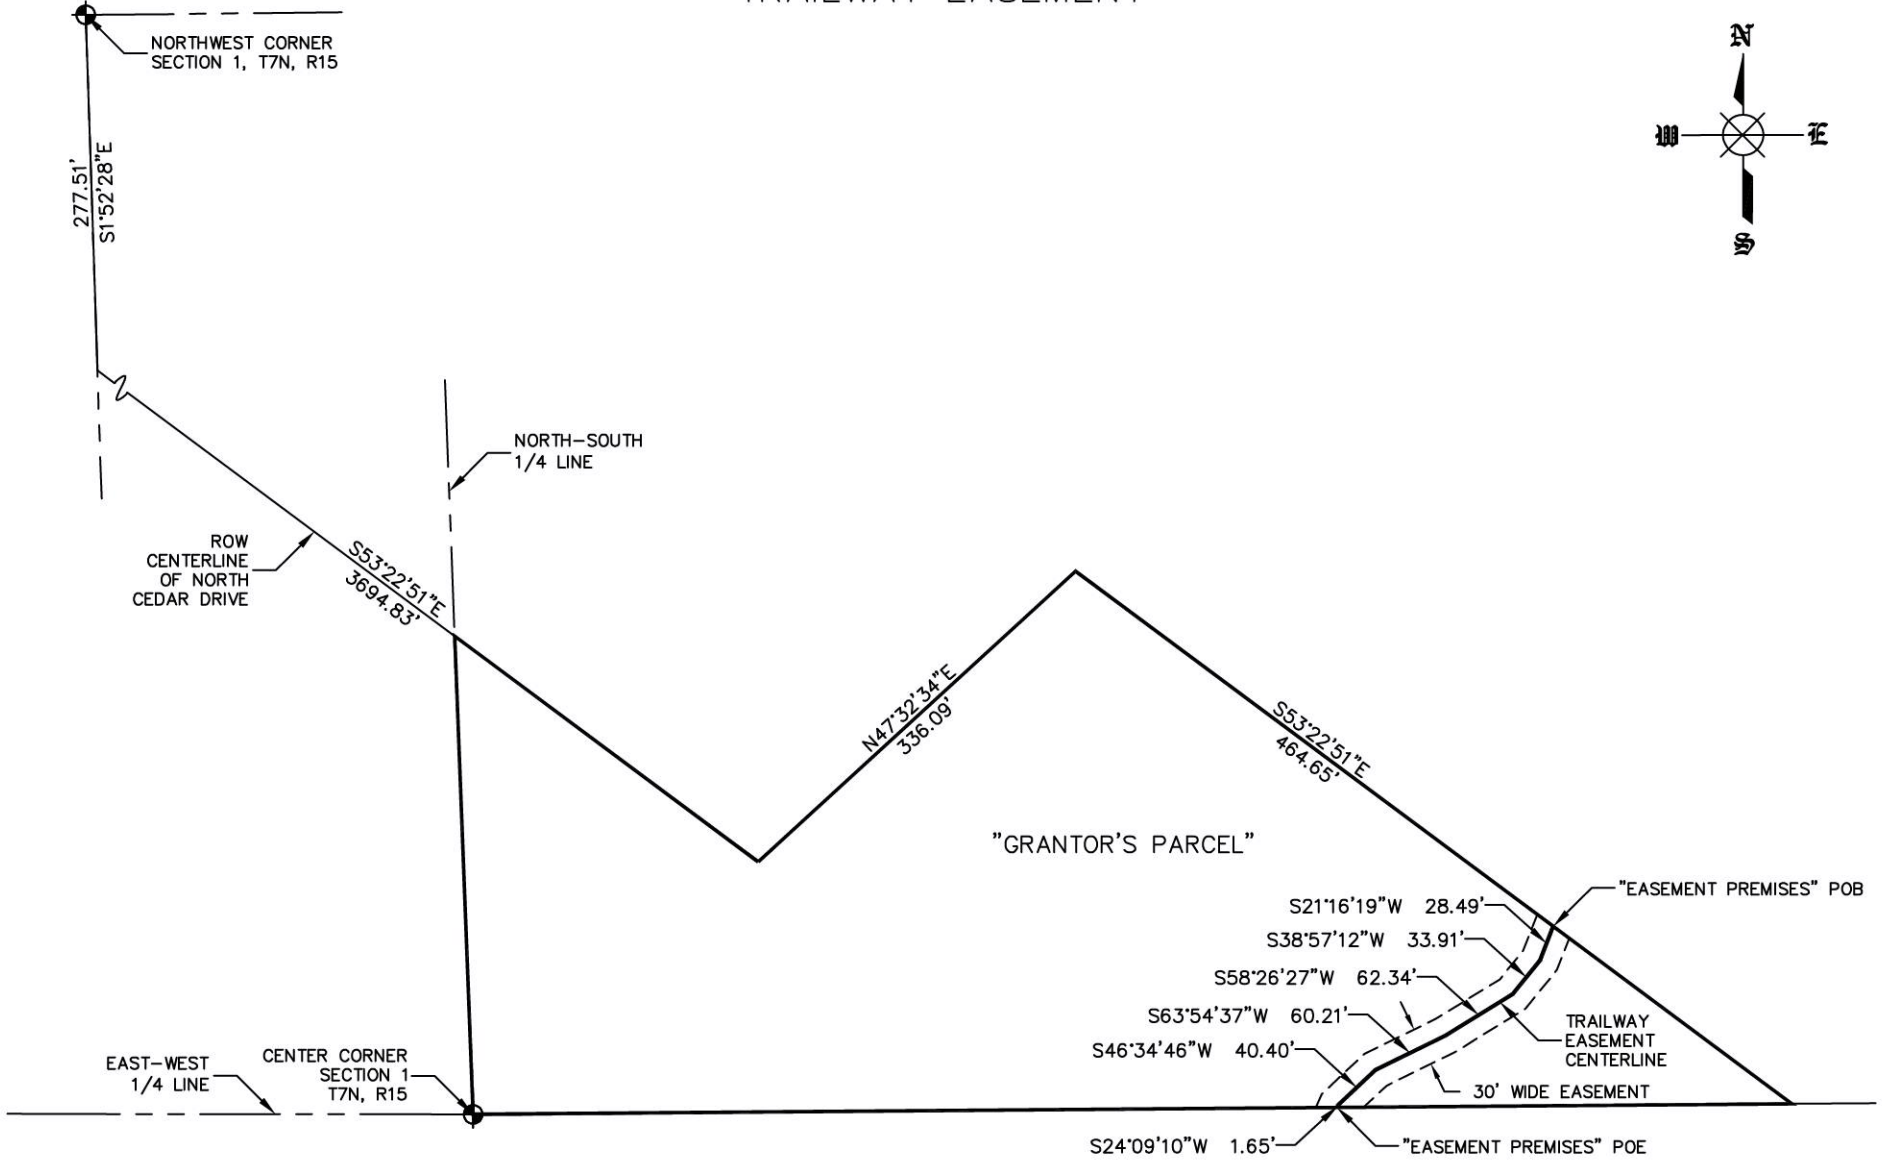 NORTHWEST CORNER
SECTION 1, T7N, R15
N
W
E
S
277.51'
S1°52'28"E
NORTH-SOUTH
1/4 LINE
ROW
CENTERLINE
OF NORTH
CEDAR DRIVE
S53°22'51"E
3694.83'
N47°32'34"E
336.09'
S53°22'51"E
464.65'
"GRANTOR'S PARCEL"
"EASEMENT PREMISES" POB
S21°16'19"W 28.49'
S38°57'12"W 33.91'
S58°26'27"W 62.34'
S63°54'37"W 60.21'
S46°34'46"W 40.40'
TRAILWAY
EASEMENT
CENTERLINE
30' WIDE EASEMENT
EAST-WEST
1/4 LINE
CENTER CORNER
SECTION 1
T7N, R15
S24°09'10"W 1.65'
"EASEMENT PREMISES" POE